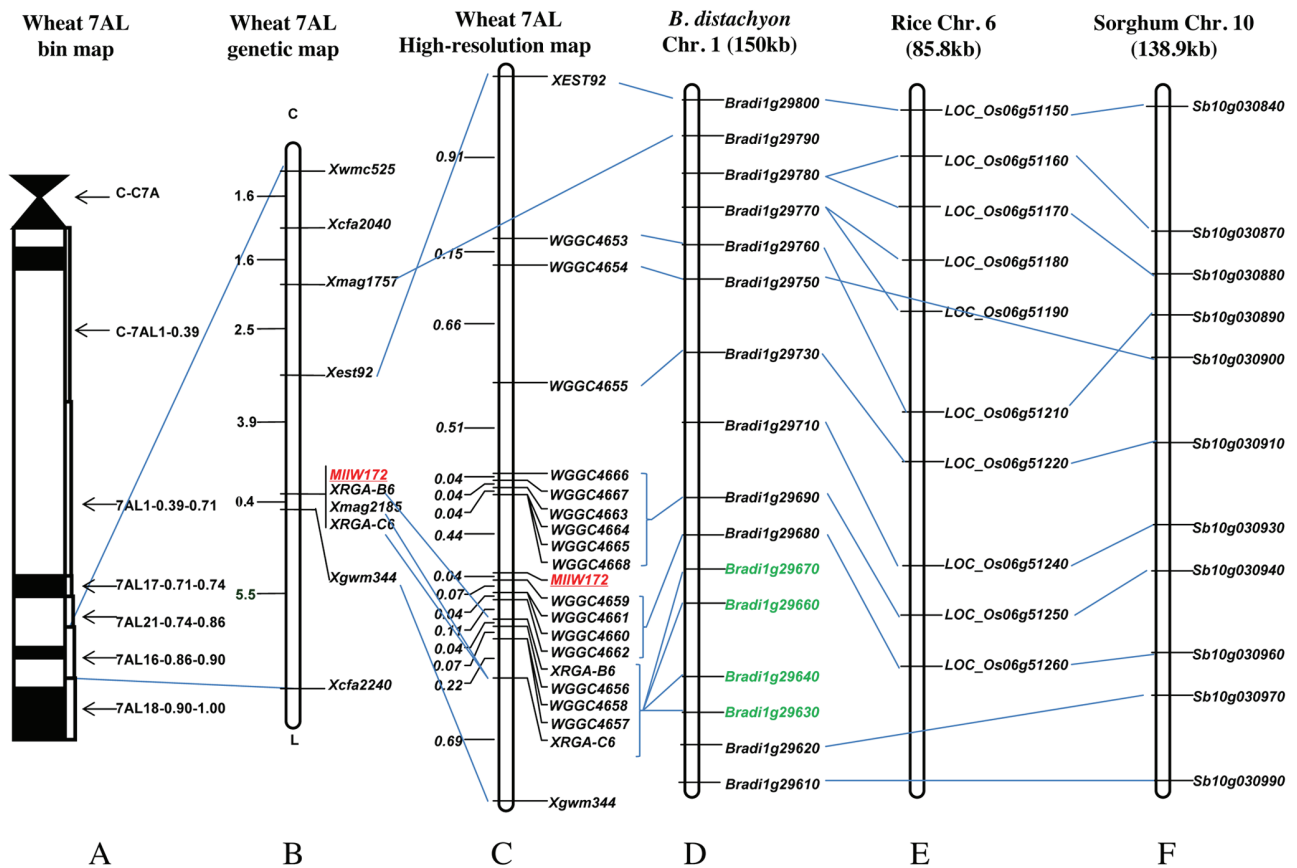 Wheat 7AL
bin map
C-C7A
C-7AL1-0.39
7AL1-0.39-0.71
7AL17-0.71-0.74
7AL21-0.74-0.86
7AL16-0.86-0.90
7AL18-0.90-1.00
A
Wheat 7AL
genetic map
C
Xwmc525
1.6
Xcfa2040
1.6
Xmag1757
2.5
Xest92
3.9
MlIW172
XRGA-B6
0.4
Xmag2185
XRGA-C6
Xgwm344
5.5
Xcfa2240
L
B
Wheat 7AL
High-resolution map
XEST92
0.91
WGGC4653
0.15
WGGC4654
0.66
WGGC4655
0.51
WGGC4666
0.04
WGGC4667
0.04
WGGC4663
0.04
WGGC4664
0.44
WGGC4665
WGGC4668
0.04
MlIW172
0.07
WGGC4659
0.04
WGGC4661
0.11
WGGC4660
0.04
WGGC4662
0.07
XRGA-B6
0.22
WGGC4656
WGGC4658
WGGC4657
0.69
XRGA-C6
Xgwm344
C
B. distachyon
Chr. 1 (150kb)
Bradi1g29800
Bradi1g29790
Bradi1g29780
Bradi1g29770
Bradi1g29760
Bradi1g29750
Bradi1g29730
Bradi1g29710
Bradi1g29690
Bradi1g29680
Bradi1g29670
Bradi1g29660
Bradi1g29640
Bradi1g29630
Bradi1g29620
Bradi1g29610
D
Rice Chr. 6
(85.8kb)
LOC_Os06g51150
LOC_Os06g51160
LOC_Os06g51170
LOC_Os06g51180
LOC_Os06g51190
LOC_Os06g51210
LOC_Os06g51220
LOC_Os06g51240
LOC_Os06g51250
LOC_Os06g51260
E
Sorghum Chr. 10
(138.9kb)
Sb10g030840
Sb10g030870
Sb10g030880
Sb10g030890
Sb10g030900
Sb10g030910
Sb10g030930
Sb10g030940
Sb10g030960
Sb10g030970
Sb10g030990
F